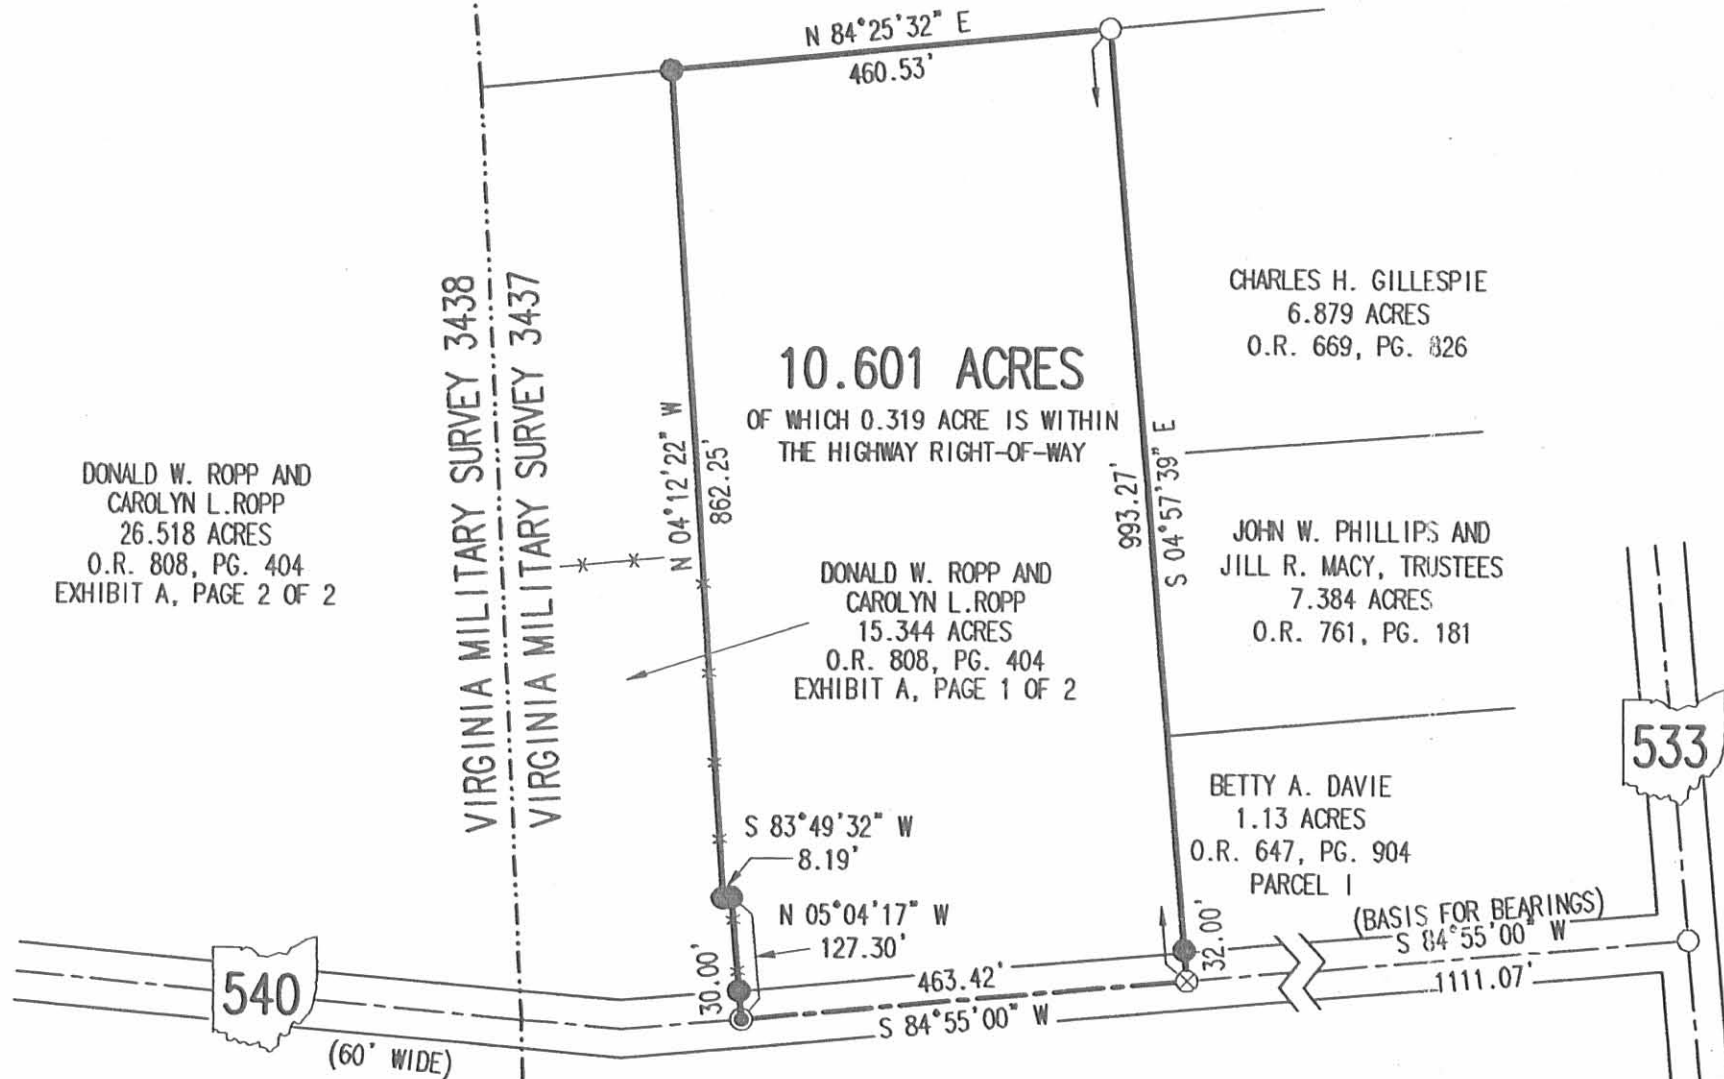 N 84°25'32" E
460.53'
VIRGINIA MILITARY SURVEY 3438
VIRGINIA MILITARY SURVEY 3437
CHARLES H. GILLESPIE
6.879 ACRES
O.R. 669, PG. 826
10.601 ACRES
OF WHICH 0.319 ACRE IS WITHIN
THE HIGHWAY RIGHT-OF-WAY
N 04°12'22" W
862.25'
993.27'
S 04°57'39" E
DONALD W. ROPP AND
CAROLYN L.ROPP
26.518 ACRES
O.R. 808, PG. 404
EXHIBIT A, PAGE 2 OF 2
DONALD W. ROPP AND
CAROLYN L.ROPP
15.344 ACRES
O.R. 808, PG. 404
EXHIBIT A, PAGE 1 OF 2
JOHN W. PHILLIPS AND
JILL R. MACY, TRUSTEES
7.384 ACRES
O.R. 761, PG. 181
533
BETTY A. DAVIE
1.13 ACRES
O.R. 647, PG. 904
PARCEL I
S 83°49'32" W
8.19'
N 05°04'17" W
127.30'
30.00'
32.00'
(BASIS FOR BEARINGS)
S 84°55'00" W
1111.07'
463.42'
S 84°55'00" W
540
(60' WIDE)